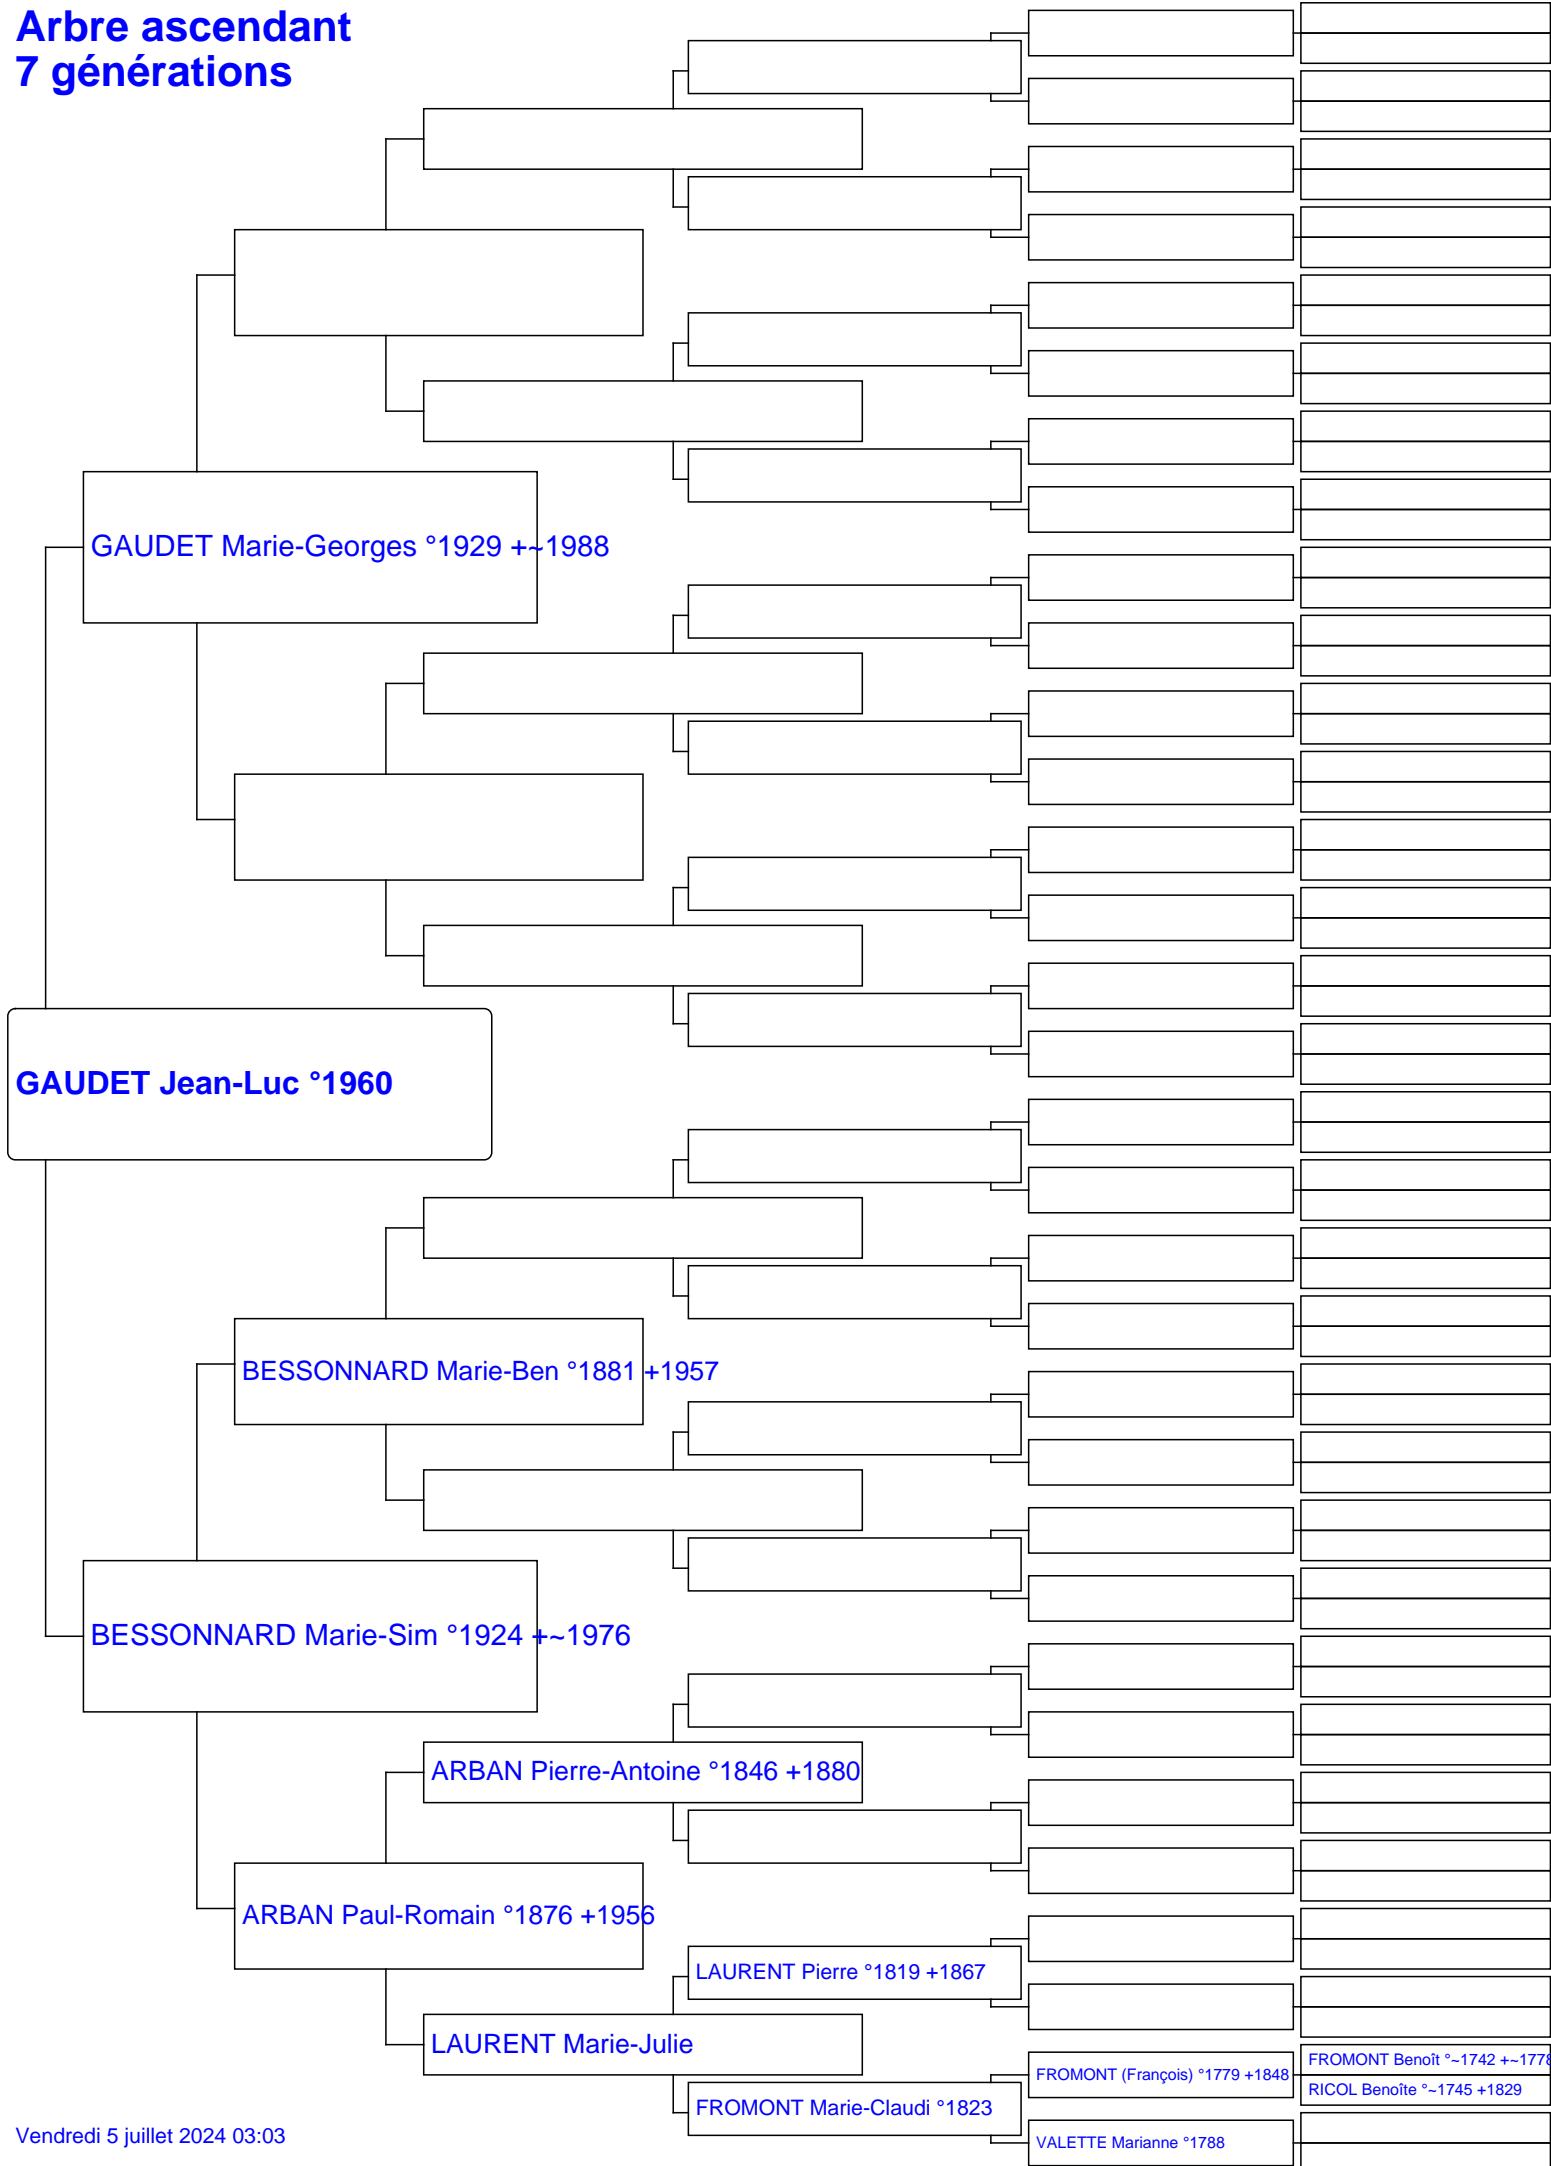 Arbre ascendant
7 générations
GAUDET Marie-Georges °1929 +~1988
GAUDET Jean-Luc °1960
BESSONNARD Marie-Ben °1881 +1957
BESSONNARD Marie-Sim °1924 +~1976
ARBAN Pierre-Antoine °1846 +1880
ARBAN Paul-Romain °1876 +1956
LAURENT Pierre °1819 +1867
LAURENT Marie-Julie
FROMONT Benoît °~1742 +~1778
FROMONT (François) °1779 +1848
RICOL Benoîte °~1745 +1829
FROMONT Marie-Claudi °1823
VALETTE Marianne °1788
Vendredi 5 juillet 2024 03:03